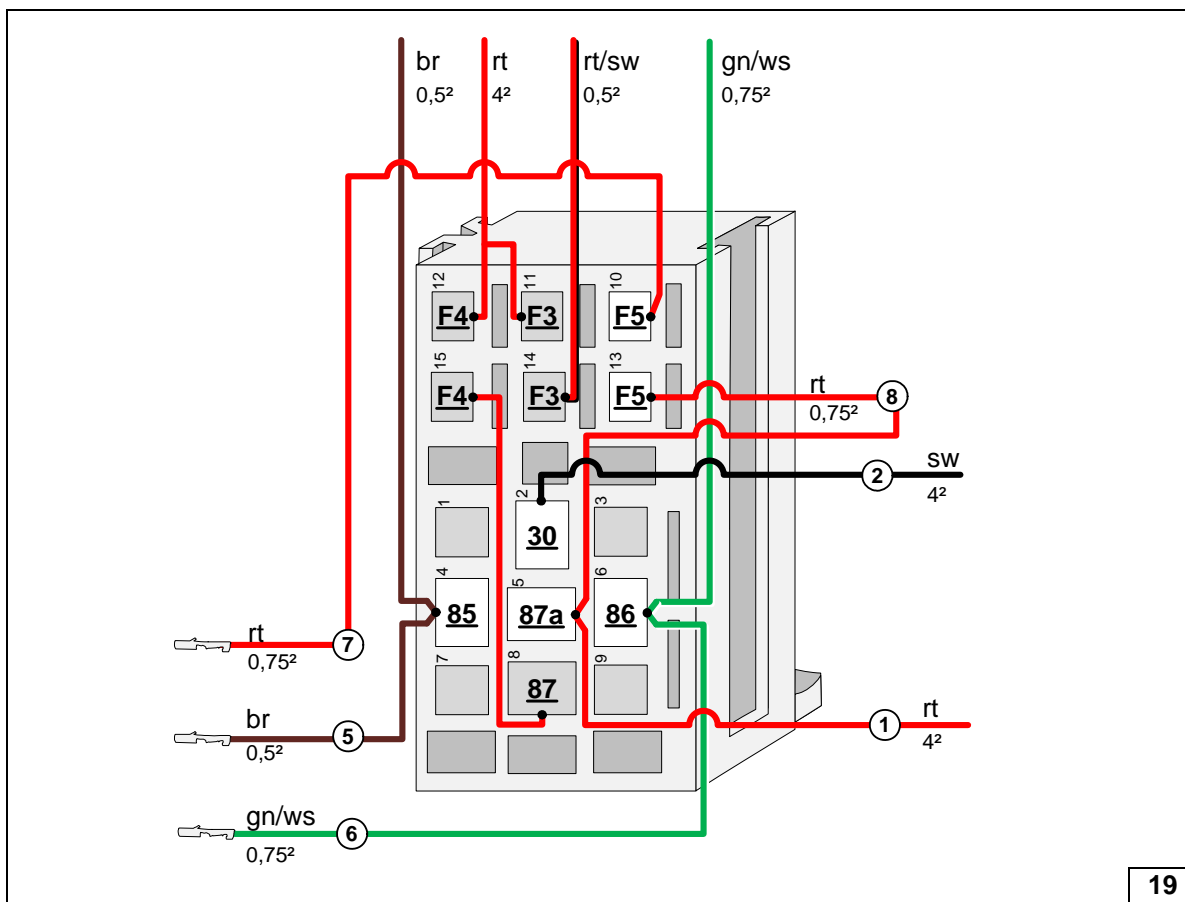 br rt rt/sw gn/ws
0,5² 4² 0,5² 0,75²
12 11 10
F4 F3 F5
15 14 13
F4 F3 F5
rt 8
0,75²
2 sw
4²
1 2 3
30
4 5 6
85 87a 86
rt 7
0,75²
7 8 9
87
br 5
0,5²
1 rt
4²
gn/ws 6
0,75²
19